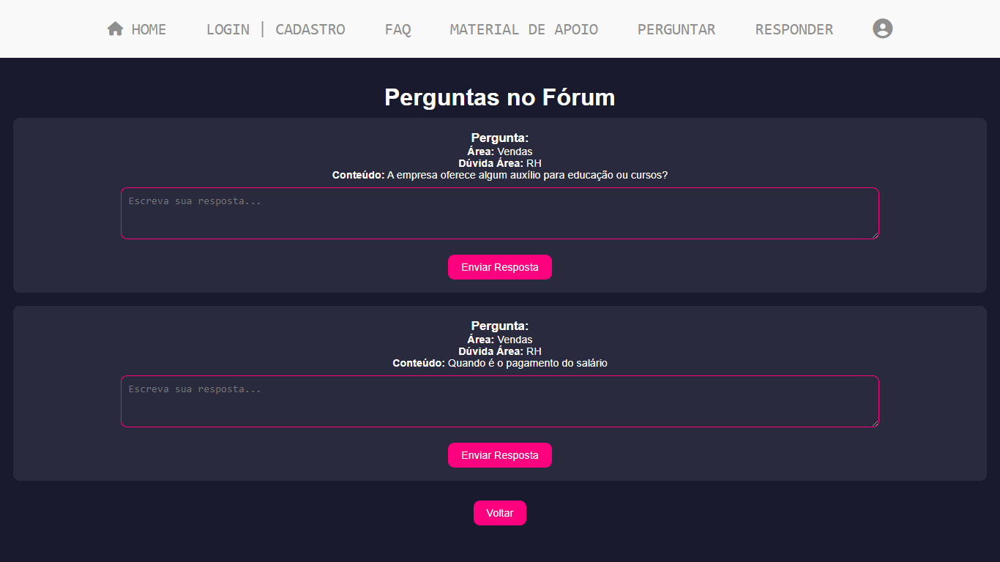 HOME LOGIN | CADASTRO FAQ MATERIAL DE APOIO PERGUNTAR RESPONDER
Perguntas no Fórum
Pergunta:
Área: Vendas
Dúvida Área: RH
Conteúdo: A empresa oferece algum auxílio para educação ou cursos?
Escreva sua resposta...
Enviar Resposta
Pergunta:
Área: Vendas
Dúvida Área: RH
Conteúdo: Quando é o pagamento do salário
Escreva sua resposta...
Enviar Resposta
Voltar